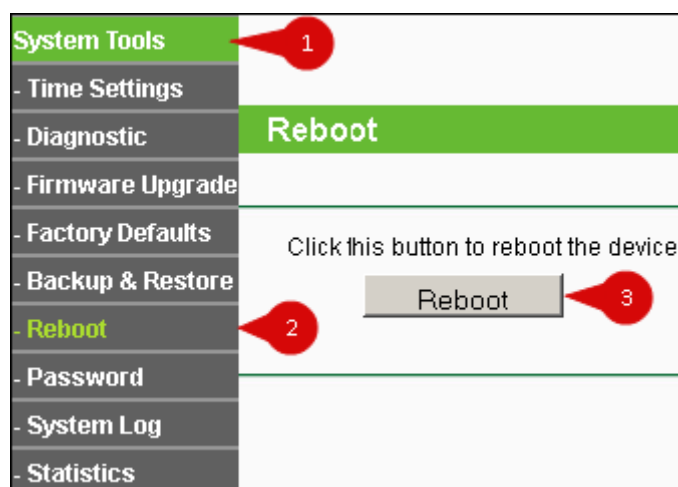 System Tools
1
- Time Settings
- Diagnostic
Reboot
- Firmware Upgrade
- Factory Defaults
Click this button to reboot the device
- Backup & Restore
Reboot
3
- Reboot
2
- Password
- System Log
- Statistics